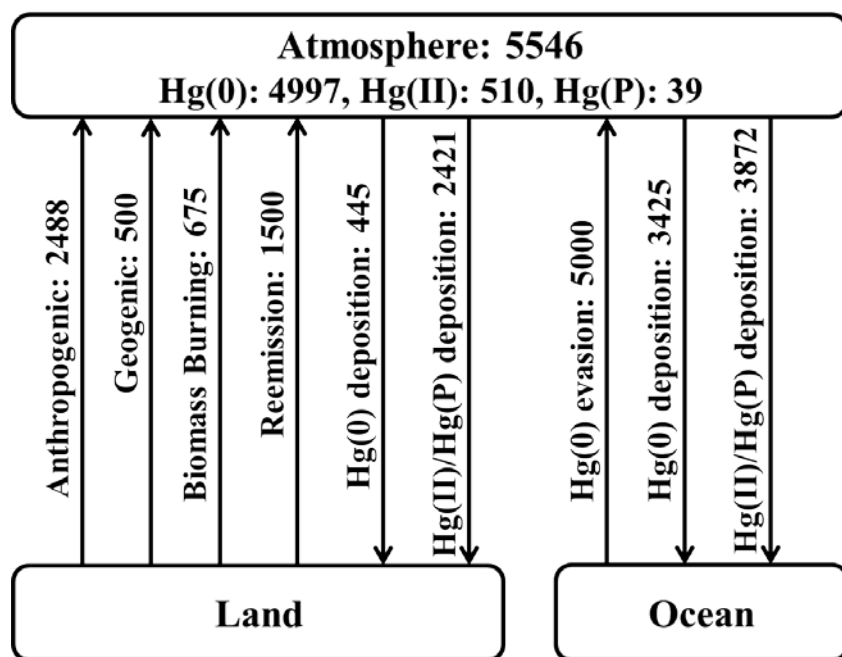 Atmosphere: 5546
Hg(0): 4997, Hg(II): 510, Hg(P): 39
Anthropogenic: 2488
Geogenic: 500
Biomass Burning: 675
Reemission: 1500
Hg(0) deposition: 445
Hg(II)/Hg(P) deposition: 2421
Hg(0) evasion: 5000
Hg(0) deposition: 3425
Hg(II)/Hg(P) deposition: 3872
Land
Ocean